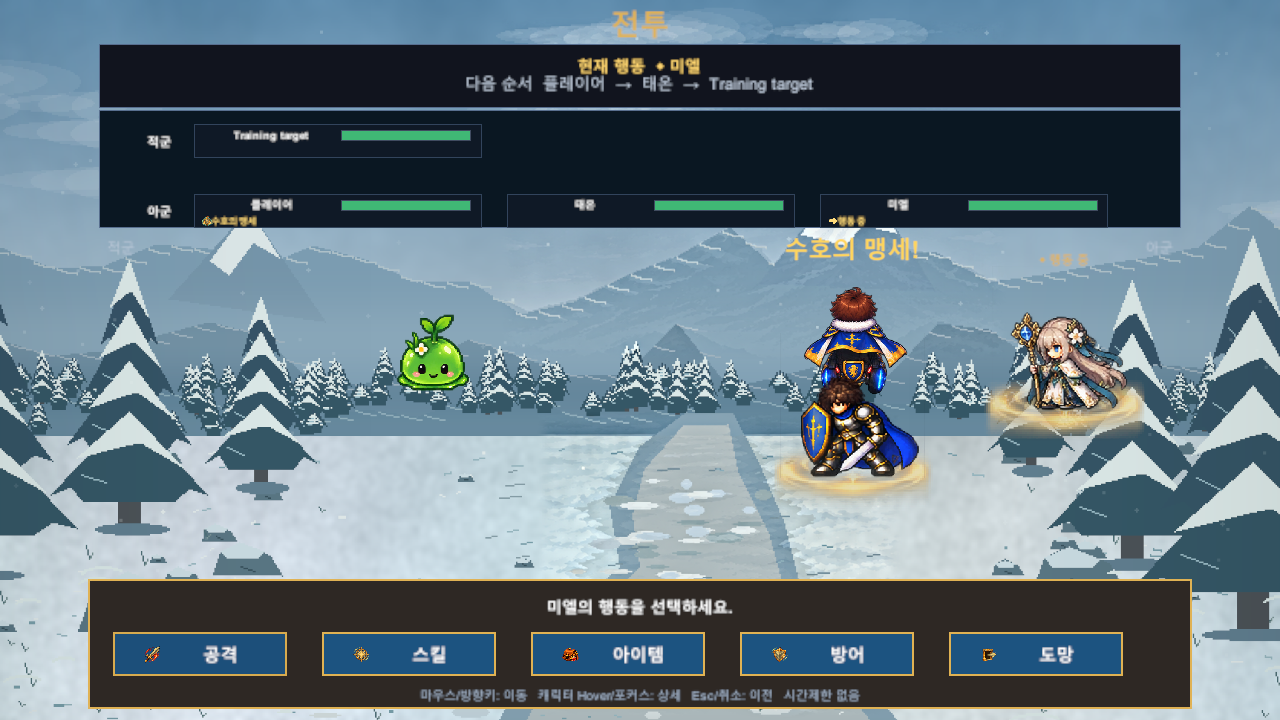 전투
현재 행동 ◆ 미엘
다음 순서 플레이어 → 태온 → Training target
적군
Training target
아군
플레이어
수호의 맹세
태온
미엘
➡행동 중
적군
수호의 맹세!
◆ 행동 중
아군
미엘의 행동을 선택하세요.
공격
스킬
아이템
방어
도망
마우스/방향키: 이동 캐릭터 Hover/포커스: 상세 Esc/취소: 이전 시간제한 없음